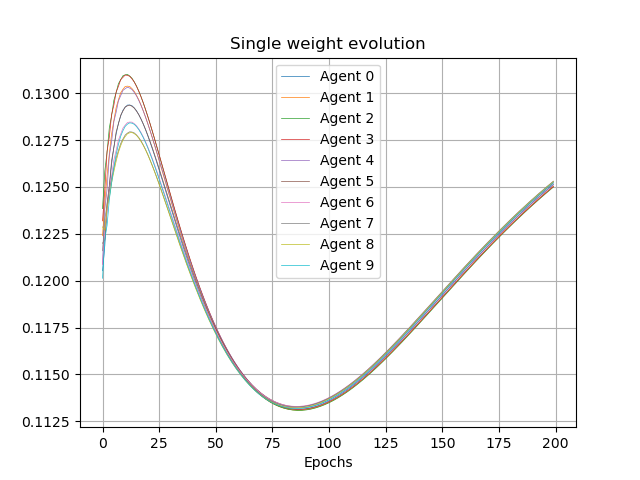 Single weight evolution
0.1300
0.1275
0.1250
0.1225
0.1200
0.1175
0.1150
0.1125
Agent 0
Agent 1
Agent 2
Agent 3
Agent 4
Agent 5
Agent 6
Agent 7
Agent 8
Agent 9
0 25 50 75 100 125 150 175 200
Epochs